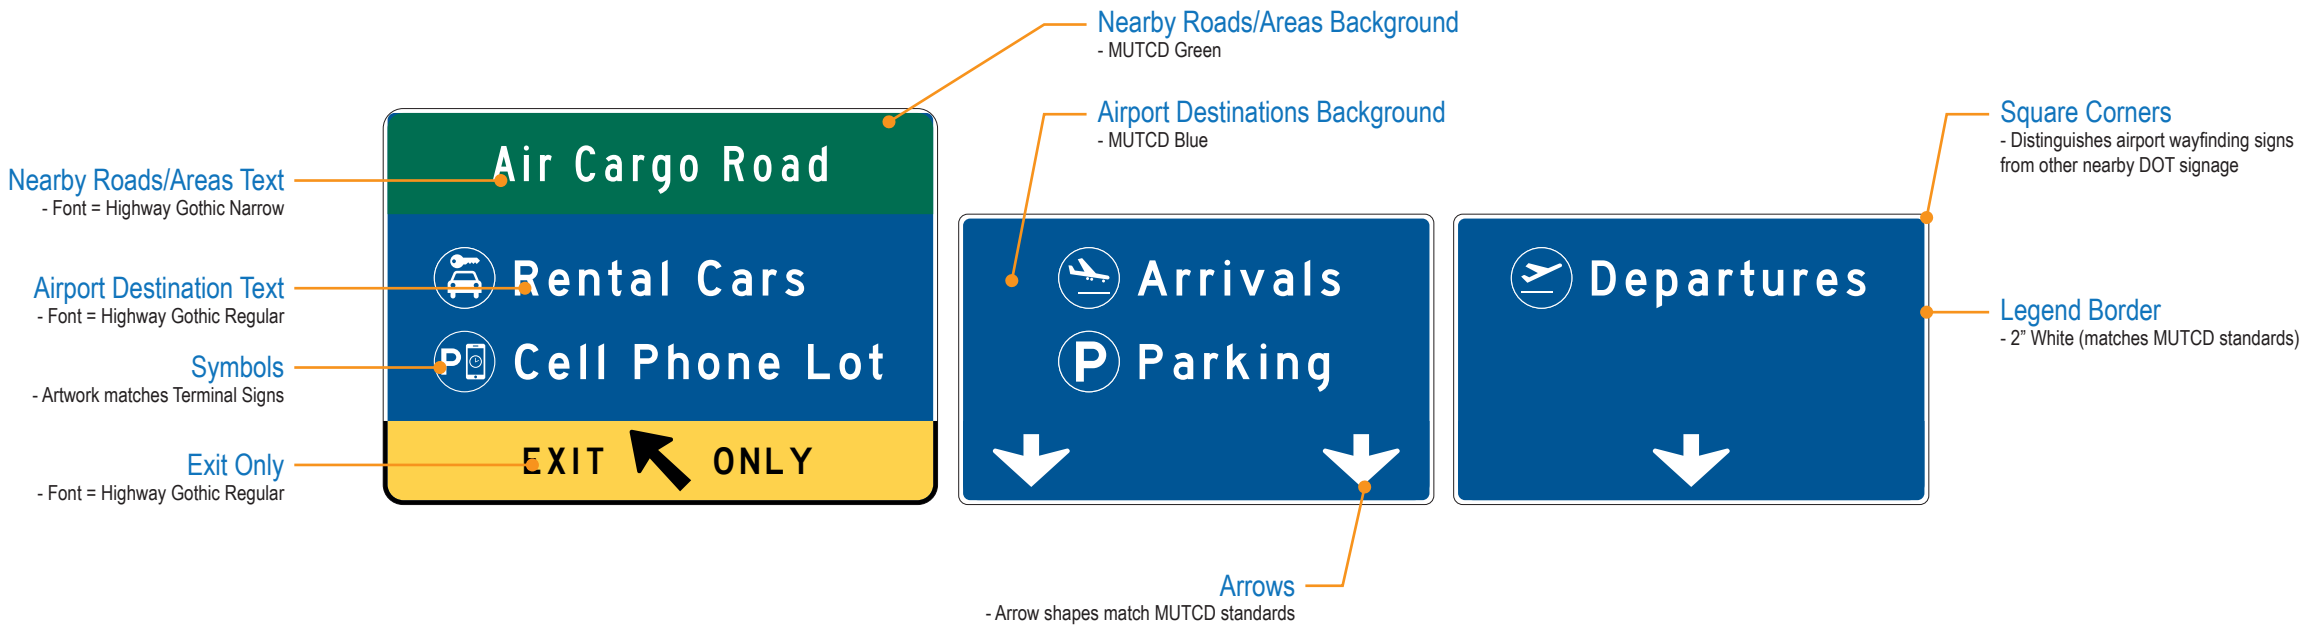 Nearby Roads/Areas Background
- MUTCD Green
Airport Destinations Background
- MUTCD Blue
Square Corners
- Distinguishes airport wayfinding signs
from other nearby DOT signage
Nearby Roads/Areas Text
- Font = Highway Gothic Narrow
Airport Destination Text
- Font = Highway Gothic Regular
Symbols
- Artwork matches Terminal Signs
Exit Only
- Font = Highway Gothic Regular
Air Cargo Road
Rental Cars
P Cell Phone Lot
EXIT ONLY
Arrivals
P Parking
Departures
Legend Border
- 2” White (matches MUTCD standards)
Arrows
- Arrow shapes match MUTCD standards